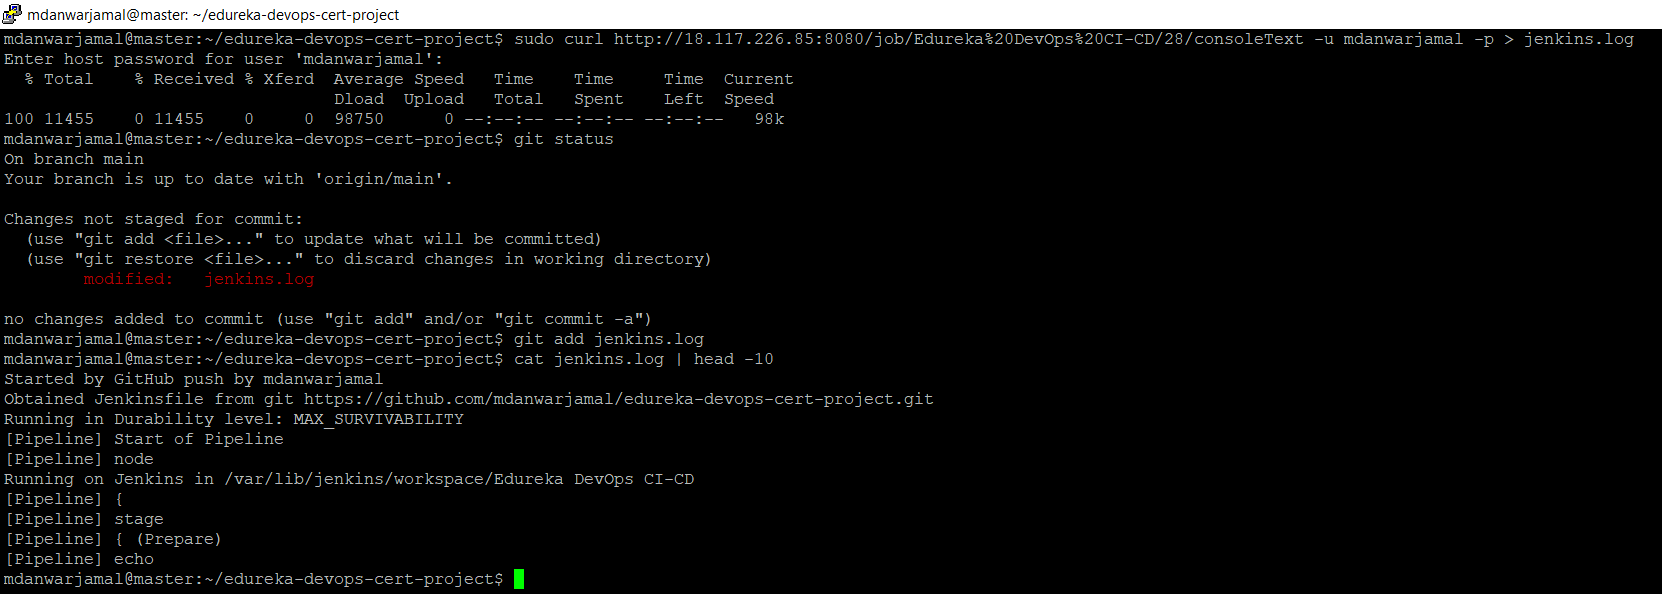 mdanwarjamal@master: ~/edureka-devops-cert-project
mdanwarjamal@master:~/edureka-devops-cert-project$ sudo curl http://18.117.226.85:8080/job/Edureka%20DevOps%20CI-CD/28/consoleText -u mdanwarjamal -p > jenkins.log
Enter host password for user 'mdanwarjamal':
  % Total    % Received % Xferd  Average Speed   Time    Time     Time  Current
                                 Dload  Upload   Total   Spent    Left  Speed
100 11455    0 11455    0     0  98750      0 --:--:-- --:--:-- --:--:--   98k
mdanwarjamal@master:~/edureka-devops-cert-project$ git status
On branch main
Your branch is up to date with 'origin/main'.

Changes not staged for commit:
  (use "git add <file>..." to update what will be committed)
  (use "git restore <file>..." to discard changes in working directory)
        modified:   jenkins.log

no changes added to commit (use "git add" and/or "git commit -a")
mdanwarjamal@master:~/edureka-devops-cert-project$ git add jenkins.log
mdanwarjamal@master:~/edureka-devops-cert-project$ cat jenkins.log | head -10
Started by GitHub push by mdanwarjamal
Obtained Jenkinsfile from git https://github.com/mdanwarjamal/edureka-devops-cert-project.git
Running in Durability level: MAX_SURVIVABILITY
[Pipeline] Start of Pipeline
[Pipeline] node
Running on Jenkins in /var/lib/jenkins/workspace/Edureka DevOps CI-CD
[Pipeline] {
[Pipeline] stage
[Pipeline] { (Prepare)
[Pipeline] echo
mdanwarjamal@master:~/edureka-devops-cert-project$